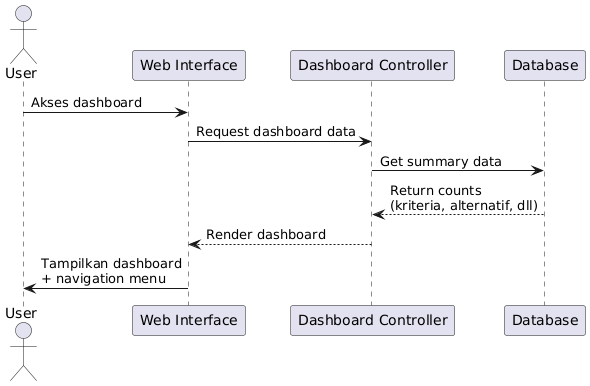 User
Web Interface
Dashboard Controller
Database
Akses dashboard
Request dashboard data
Get summary data
Return counts
(kriteria, alternatif, dll)
Render dashboard
Tampilkan dashboard
+ navigation menu
User
Web Interface
Dashboard Controller
Database